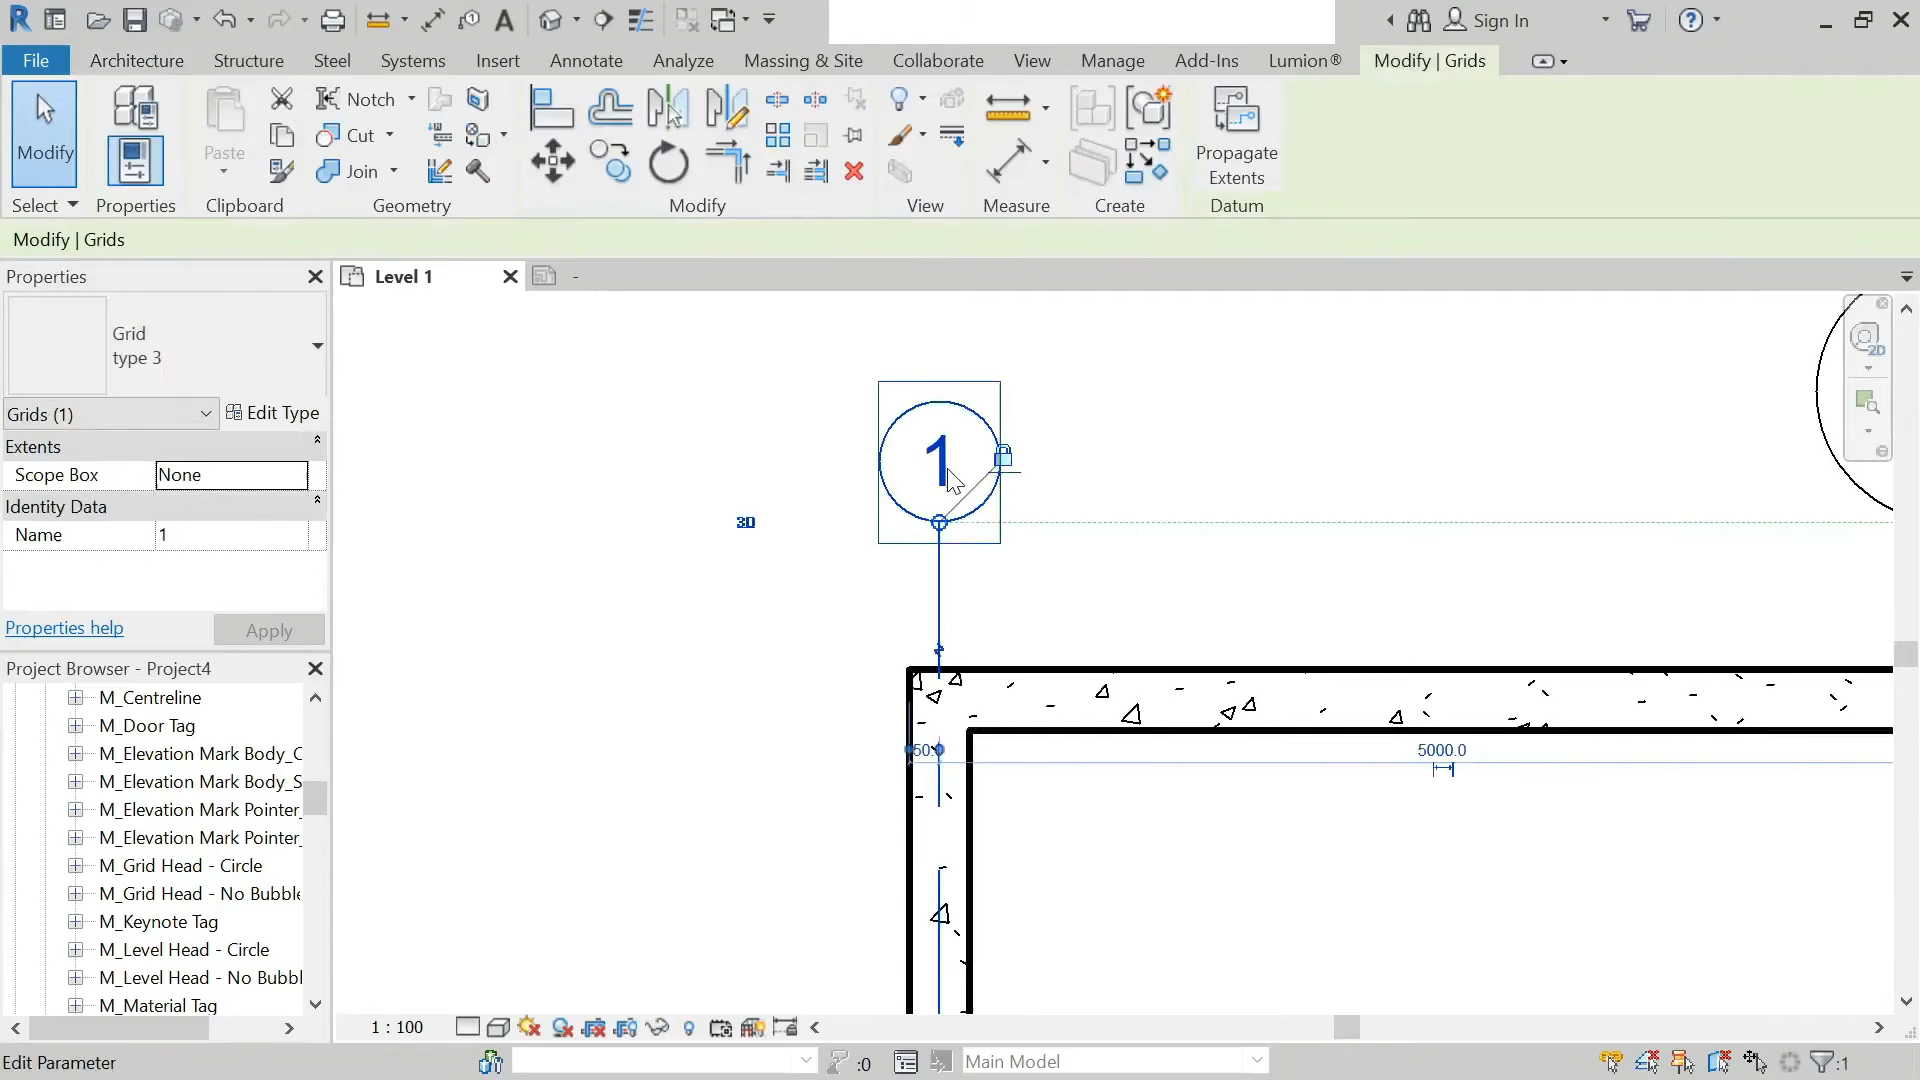 Sign In
File Architecture Structure Steel Systems Insert Annotate Analyze Massing & Site Collaborate View Manage Add-Ins Lumion® Modify | Grids
Modify
Paste
Notch
Cut
Join
Propagate
Extents
Select Properties Clipboard Geometry Modify View Measure Create Datum
Modify | Grids
Properties
Level 1
-
Grid
type 3
Grids (1)
Edit Type
Extents
Scope Box None
Identity Data
Name 1
Properties help
Apply
1
3D
2D
50.0
5000.0
Project Browser - Project4
M_Centreline
M_Door Tag
M_Elevation Mark Body_C
M_Elevation Mark Body_S
M_Elevation Mark Pointer_
M_Elevation Mark Pointer_
M_Grid Head - Circle
M_Grid Head - No Bubble
M_Keynote Tag
M_Level Head - Circle
M_Level Head - No Bubbl
M_Material Tag
1 : 100
Edit Parameter
:0
Main Model
:1